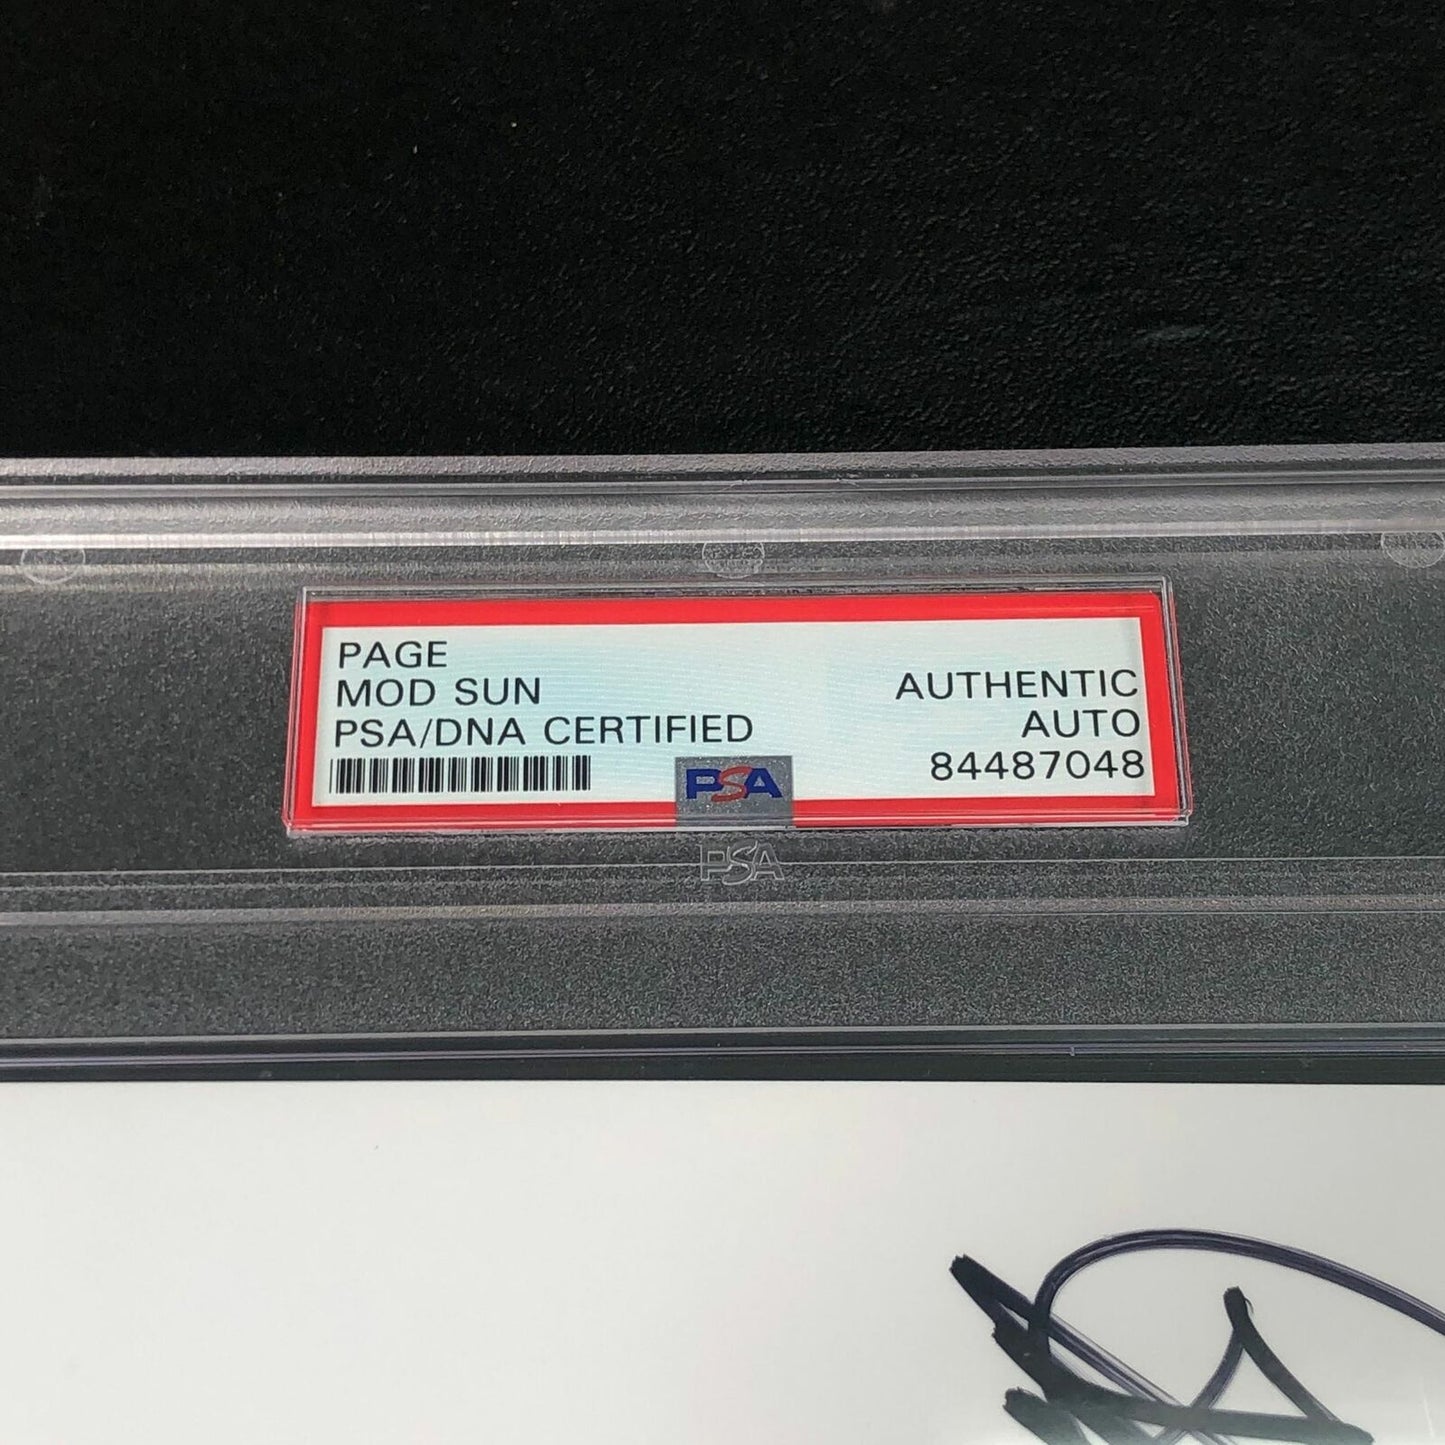 PAGE
MOD SUN
PSA/DNA CERTIFIED
AUTHENTIC
AUTO
84487048
PSA
PSA